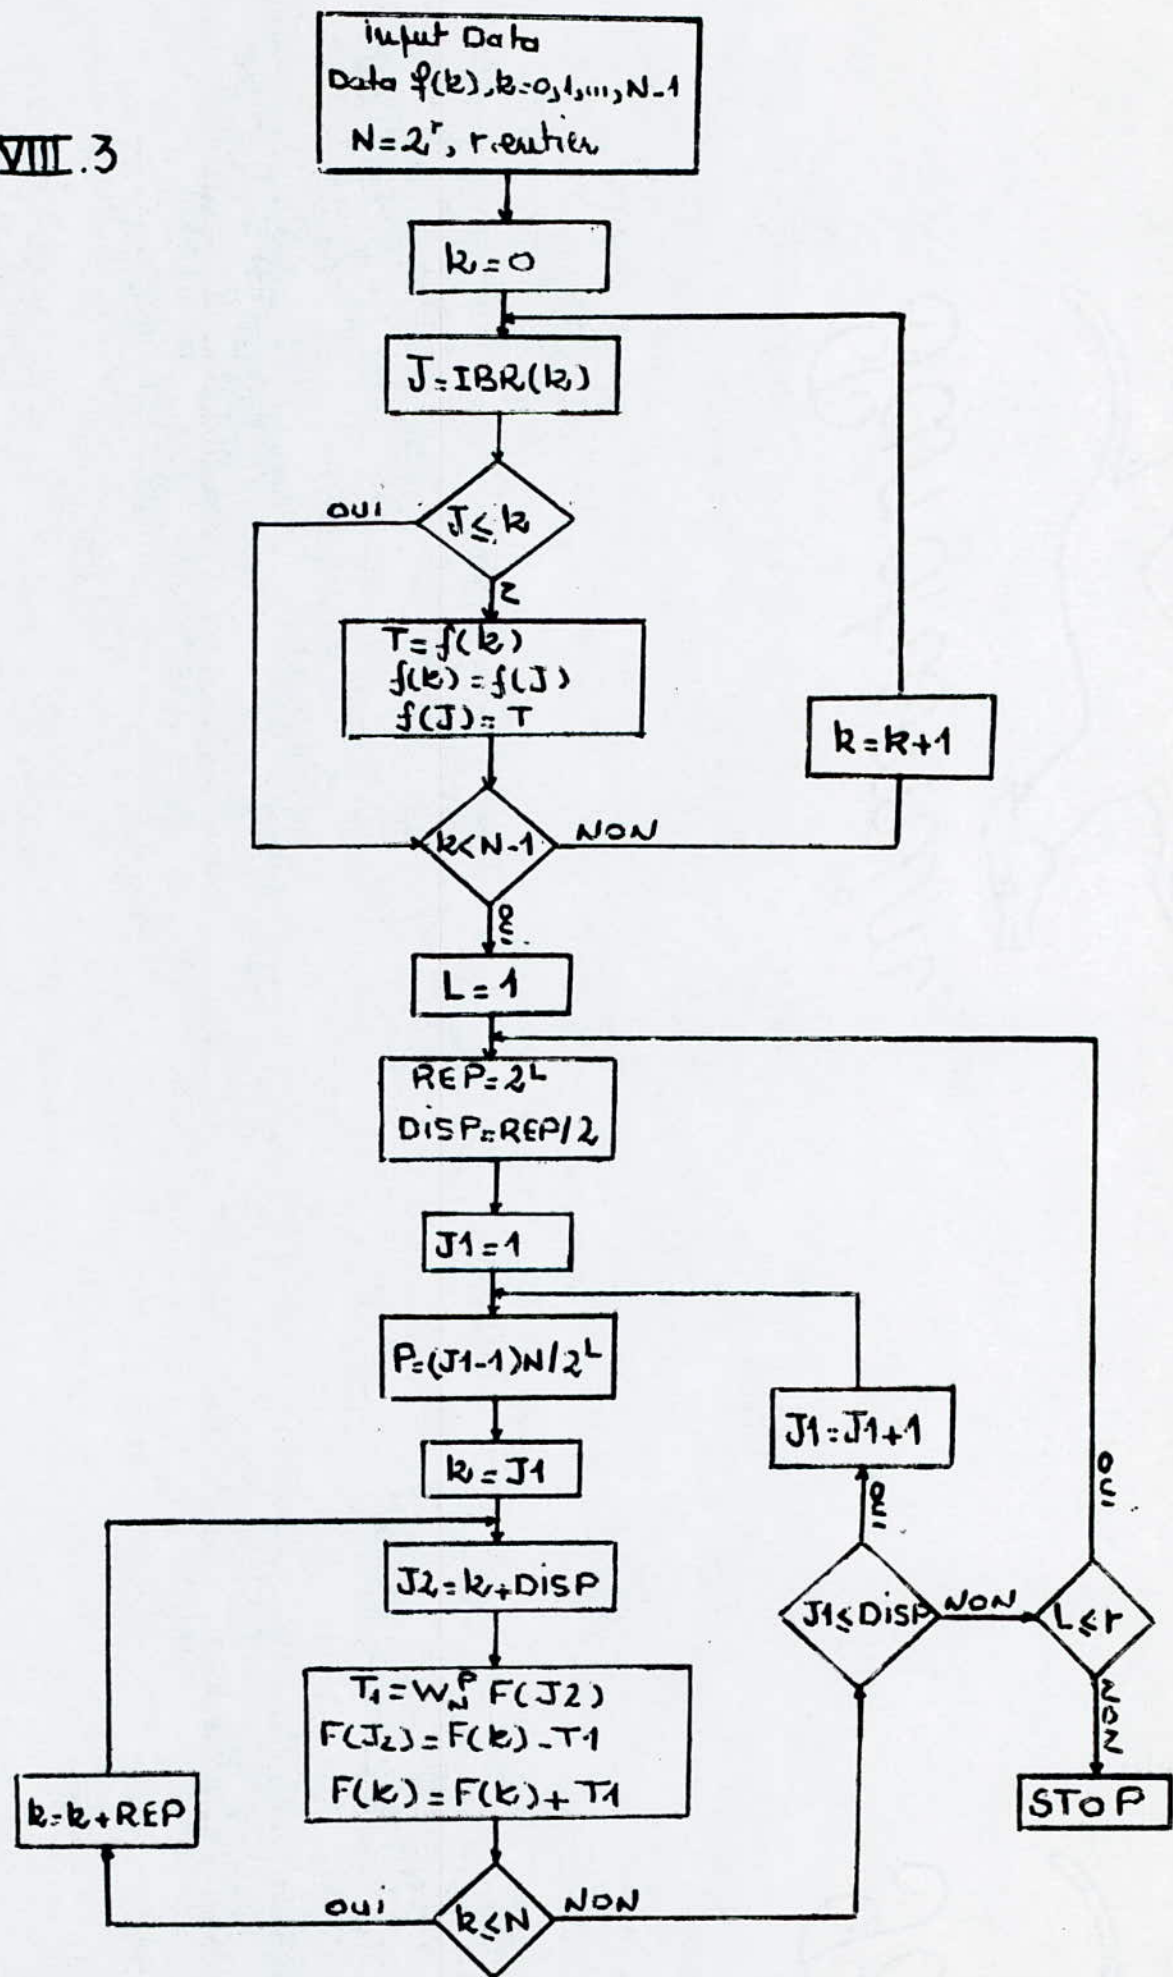 VIII.3
input Data
Data f(k), k=0,1,...,N-1
N=2^r, r entier
k=0
J=IBR(k)
J≤k
OUI
N
T=f(k)
f(k)=f(J)
f(J)=T
k=k+1
k<N-1
NON
OUI
L=1
REP=2^L
DISP=REP/2
J1=1
P=(J1-1)N/2^L
J1=J1+1
k=J1
OUI
OUI
J2=k+DISP
J1≤DISP
NON
L≤r
T1=W_N^P F(J2)
F(J2)=F(k)-T1
F(k)=F(k)+T1
NON
k=k+REP
STOP
OUI
k≤N
NON